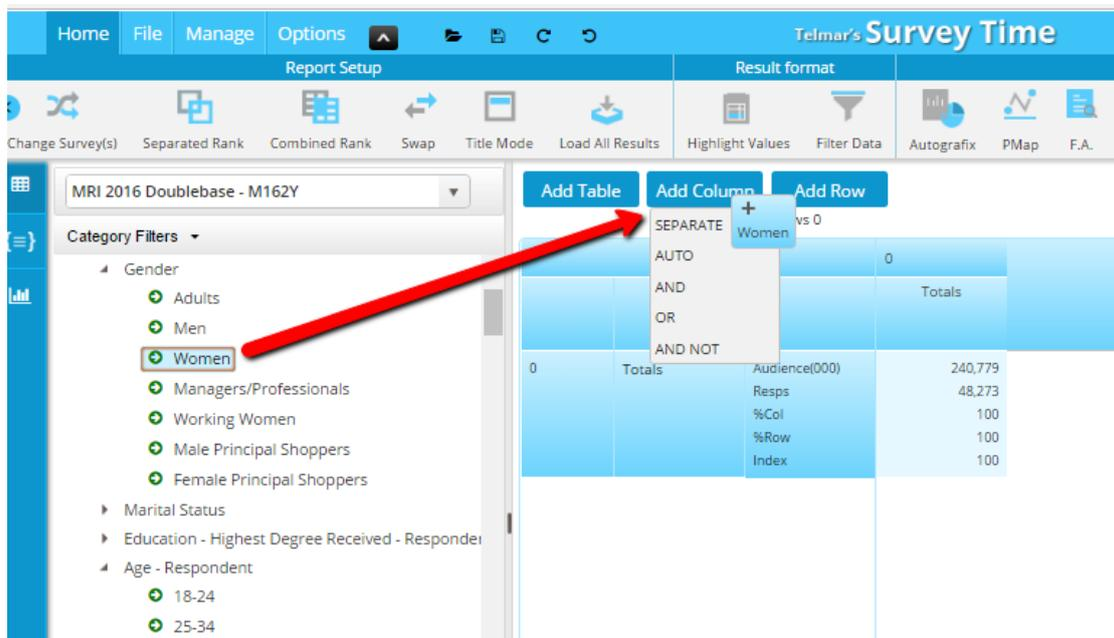 Home File Manage Options Telmar's Survey Time
Report Setup Result format
Change Survey(s) Separated Rank Combined Rank Swap Title Mode Load All Results Highlight Values Filter Data Autografix PMap F.A.
MRI 2016 Doublebase - M162Y
Add Table Add Column Add Row
Category Filters
SEPARATE
+ Women
ws 0
AUTO
AND
OR
AND NOT
Gender
Adults
Men
Women
Managers/Professionals
Working Women
Male Principal Shoppers
Female Principal Shoppers
Marital Status
Education - Highest Degree Received - Responder
Age - Respondent
18-24
25-34
0
Totals
0 Totals Audience(000) 240,779
Resps 48,273
%Col 100
%Row 100
Index 100